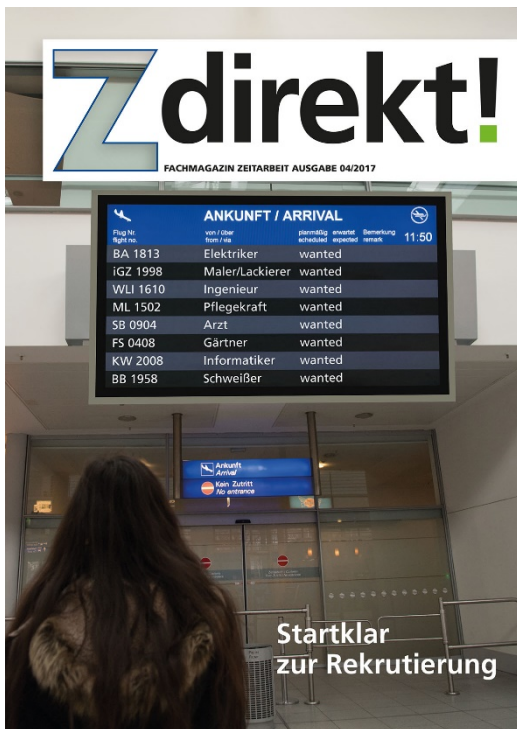 Zdirekt!
FACHMAGAZIN ZEITARBEIT AUSGABE 04/2017
ANKUNFT / ARRIVAL
Flug Nr. von / über planmäßig erwartet Bemerkung
flight no. from / via scheduled expected remark 11:50
BA 1813 Elektriker wanted
iGZ 1998 Maler/Lackierer wanted
WLI 1610 Ingenieur wanted
ML 1502 Pflegekraft wanted
SB 0904 Arzt wanted
FS 0408 Gärtner wanted
KW 2008 Informatiker wanted
BB 1958 Schweißer wanted
Ankunft
Arrival
Kein Zutritt
No entrance
Startklar
zur Rekrutierung